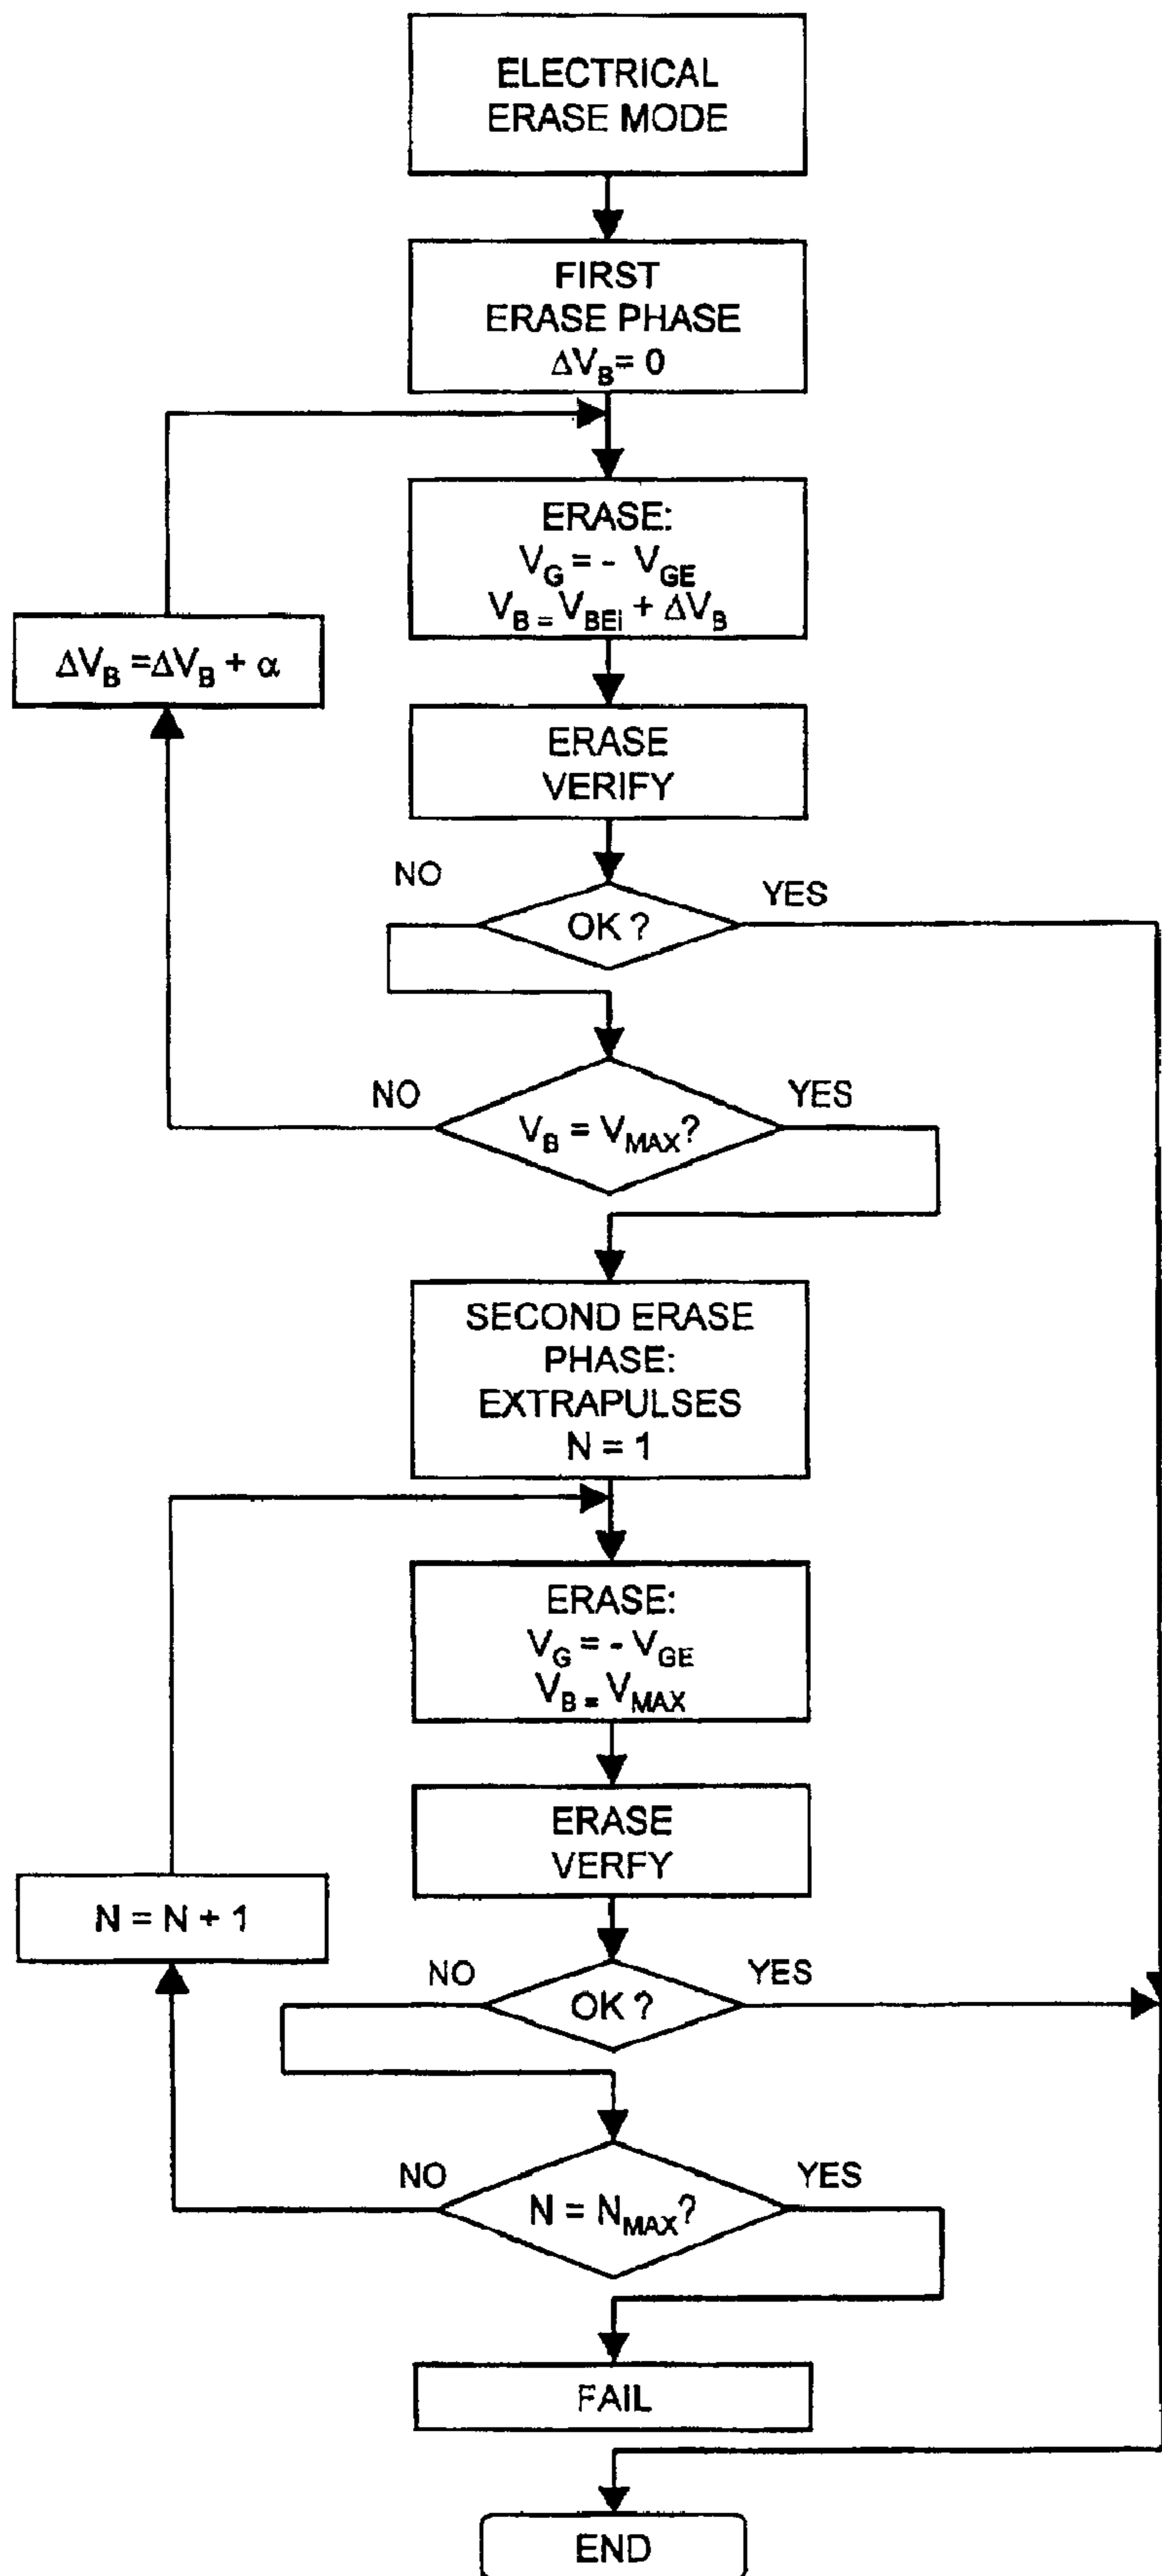 ELECTRICAL
ERASE MODE
FIRST
ERASE PHASE
ΔV_B = 0
ERASE:
V_G = - V_GE
V_B = V_BEi + ΔV_B
ΔV_B =ΔV_B + α
ERASE
VERIFY
NO
OK ?
YES
NO
V_B = V_MAX?
YES
SECOND ERASE
PHASE:
EXTRAPULSES
N = 1
ERASE:
V_G = - V_GE
V_B = V_MAX
ERASE
VERFY
N = N + 1
NO
OK ?
YES
NO
N = N_MAX?
YES
FAIL
END